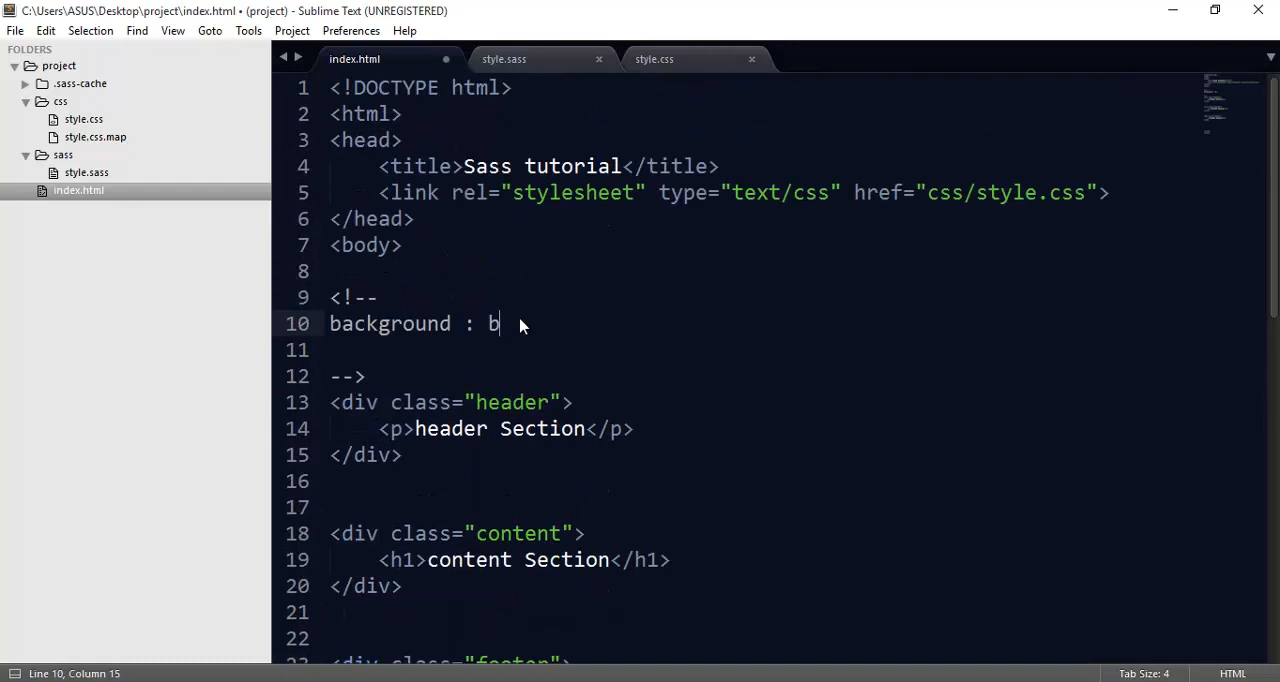 C:\Users\ASUS\Desktop\project\index.html • (project) - Sublime Text (UNREGISTERED)
File Edit Selection Find View Goto Tools Project Preferences Help
FOLDERS
project
.sass-cache
css
style.css
style.css.map
sass
style.sass
index.html
index.html style.sass style.css
1 <!DOCTYPE html>
2 <html>
3 <head>
4 <title>Sass tutorial</title>
5 <link rel="stylesheet" type="text/css" href="css/style.css">
6 </head>
7 <body>
8
9 <!--
10 background : b
11
12 -->
13 <div class="header">
14 <p>header Section</p>
15 </div>
16
17
18 <div class="content">
19 <h1>content Section</h1>
20 </div>
21
22
23 <div class="footer">
Line 10, Column 15 Tab Size: 4 HTML